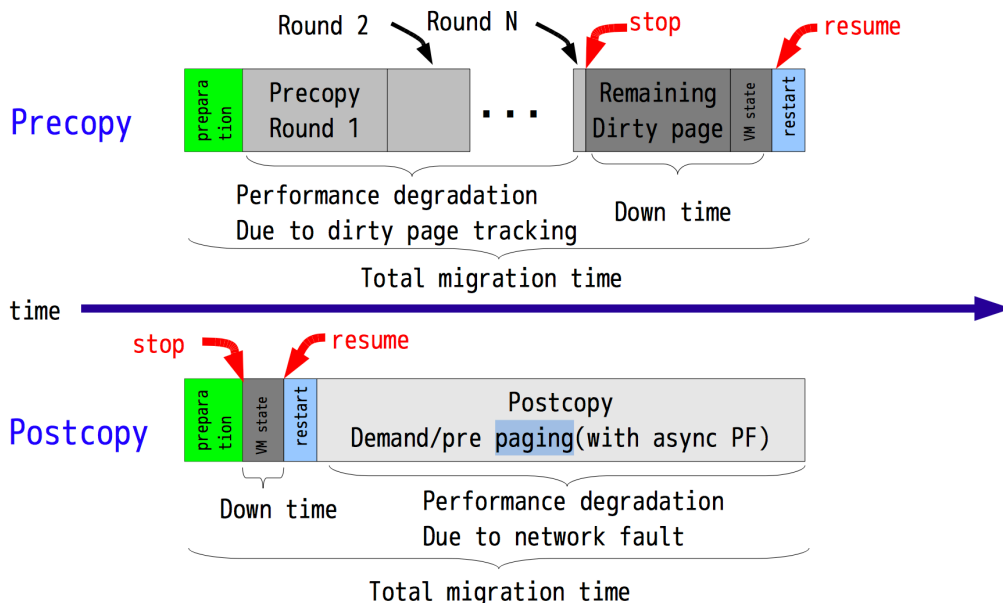 Round 2
Round N
stop
resume
Precopy
prepara
tion
Precopy
Round 1
...
Remaining
Dirty page
VM state
restart
Performance degradation
Due to dirty page tracking
Down time
Total migration time
time
stop
resume
Postcopy
prepara
tion
VM state
restart
Postcopy
Demand/pre paging(with async PF)
Down time
Performance degradation
Due to network fault
Total migration time